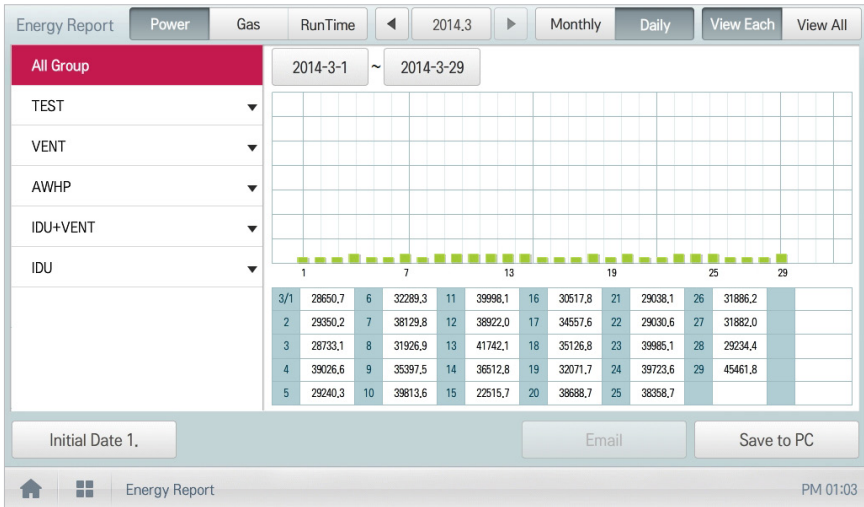 Energy Report Power Gas RunTime 2014.3 Monthly Daily View Each View All
All Group
TEST
VENT
AWHP
IDU+VENT
IDU
2014-3-1 ~ 2014-3-29
1 7 13 19 25 29
3/1 28650.7 6 32289.3 11 39998.1 16 30517.8 21 29038.1 26 31886.2
2 29350.2 7 38129.8 12 38922.0 17 34557.6 22 29030.6 27 31882.0
3 28733.1 8 31926.9 13 41742.1 18 35126.8 23 39985.1 28 29234.4
4 39026.6 9 35397.5 14 36512.8 19 32071.7 24 39723.6 29 45461.8
5 29240.3 10 39813.6 15 22515.7 20 38688.7 25 38358.7
Initial Date 1. Email Save to PC
Energy Report PM 01:03